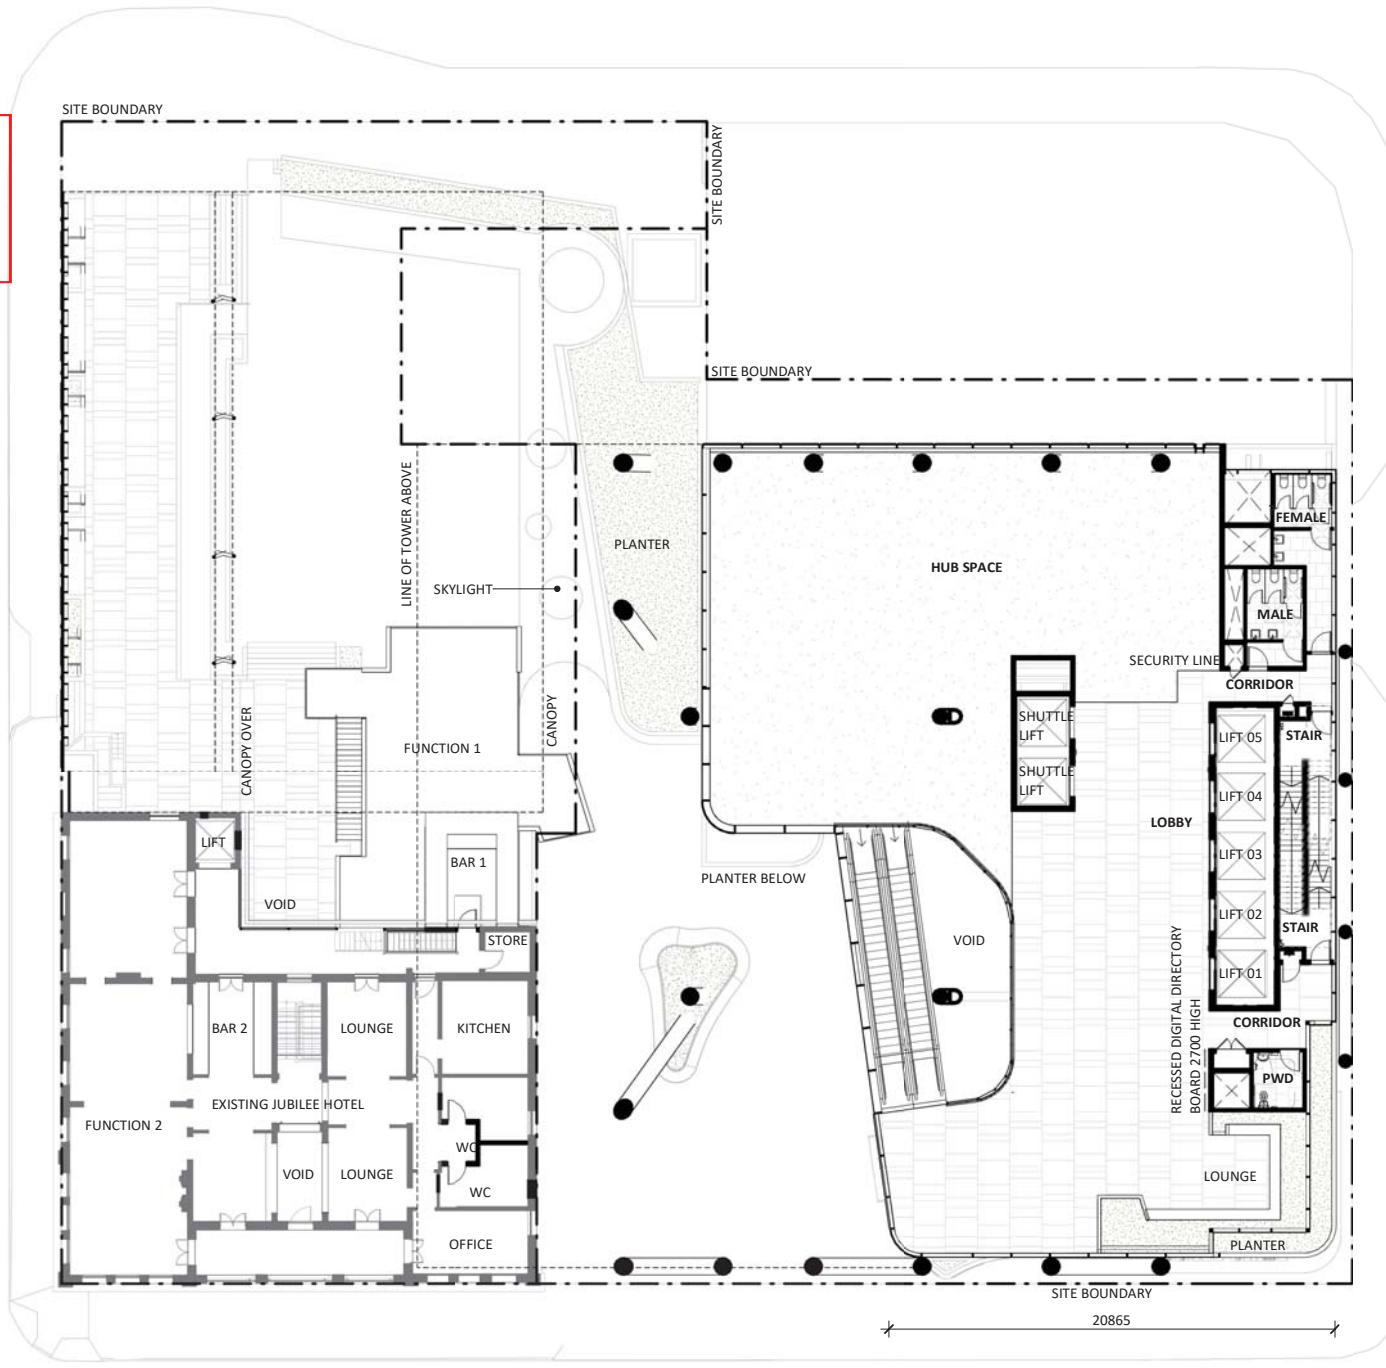 SITE BOUNDARY
SITE BOUNDARY
SITE BOUNDARY
LINE OF TOWER ABOVE
PLANTER
SKYLIGHT
HUB SPACE
FEMALE
MALE
SECURITY LINE
CORRIDOR
CANOPY OVER
FUNCTION 1
CANOPY
SHUTTLE
LIFT
SHUTTLE
LIFT
LIFT 05
STAIR
LIFT 04
LOBBY
LIFT 03
LIFT 02
STAIR
LIFT 01
LIFT
BAR 1
PLANTER BELOW
VOID
STORE
VOID
RECESSED DIGITAL DIRECTORY
BOARD 2700 HIGH
CORRIDOR
BAR 2
LOUNGE
KITCHEN
PWD
EXISTING JUBILEE HOTEL
FUNCTION 2
WC
VOID
LOUNGE
WC
LOUNGE
OFFICE
PLANTER
SITE BOUNDARY
20865